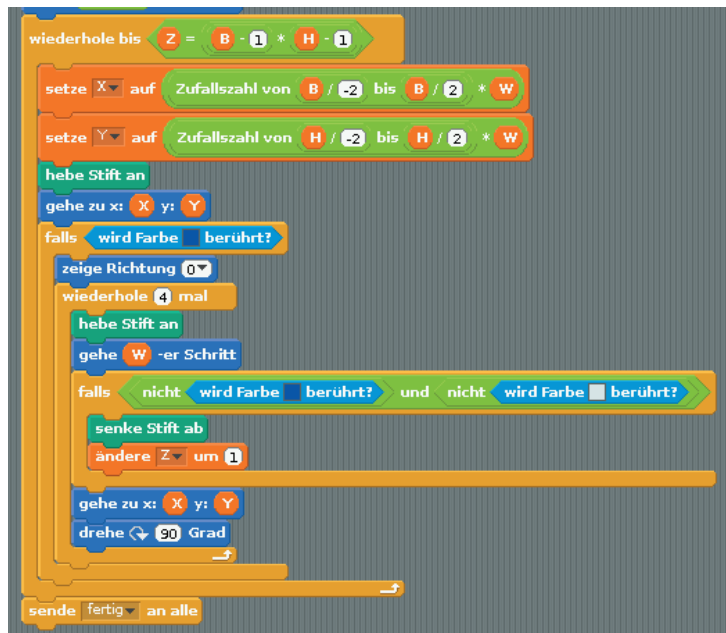 wiederhole bis Z = B - 1 * H - 1
setze X auf Zufallszahl von B / -2 bis B / 2 * W
setze Y auf Zufallszahl von H / -2 bis H / 2 * W
hebe Stift an
gehe zu x: X y: Y
falls wird Farbe berührt?
zeige Richtung 0
wiederhole 4 mal
hebe Stift an
gehe W -er Schritt
falls nicht wird Farbe berührt? und nicht wird Farbe berührt?
senke Stift ab
ändere Z um 1
gehe zu x: X y: Y
drehe 90 Grad
sende fertig an alle